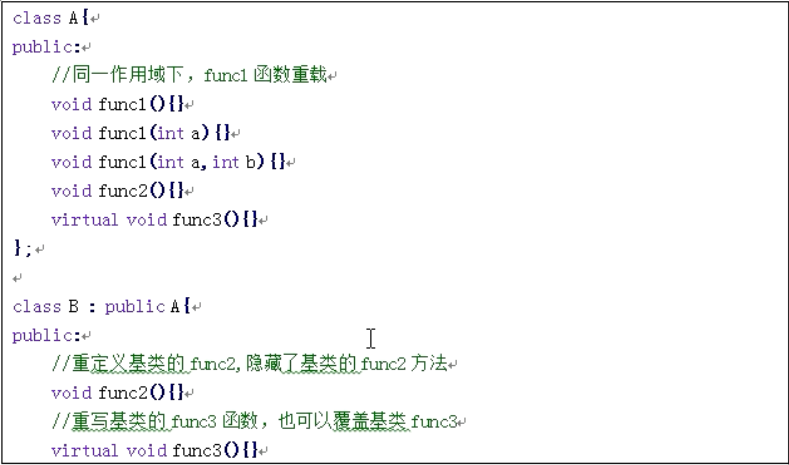 class A{
public:
    //同一作用域下，func1 函数重载
    void func1(){}
    void func1(int a){}
    void func1(int a,int b){}
    void func2(){}
    virtual void func3(){}
};

class B : public A{
public:
    //重定义基类的 func2,隐藏了基类的 func2 方法
    void func2(){}
    //重写基类的 func3 函数，也可以覆盖基类 func3
    virtual void func3(){}